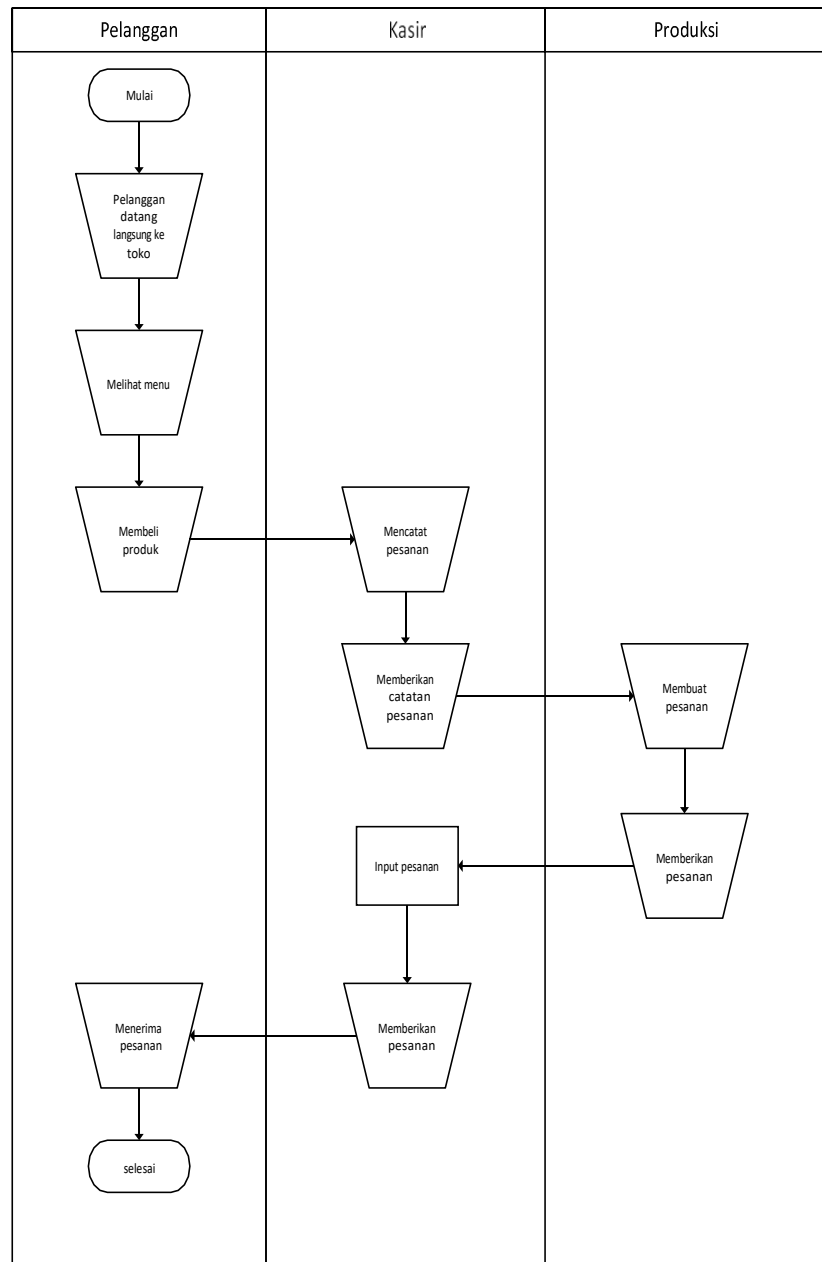 Pelanggan
Kasir
Produksi
Mulai
Pelanggan
datang
langsung ke
toko
Melihat menu
Membeli
produk
Mencatat
pesanan
Memberikan
catatan
pesanan
Membuat
pesanan
Memberikan
pesanan
Input pesanan
Memberikan
pesanan
Menerima
pesanan
selesai